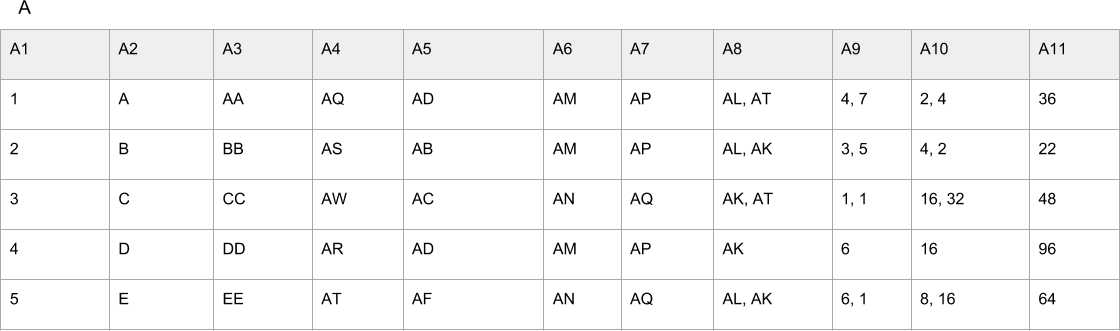 A
A1 A2 A3 A4 A5 A6 A7 A8 A9 A10 A11
1 A AA AQ AD AM AP AL, AT 4, 7 2, 4 36
2 B BB AS AB AM AP AL, AK 3, 5 4, 2 22
3 C CC AW AC AN AQ AK, AT 1, 1 16, 32 48
4 D DD AR AD AM AP AK 6 16 96
5 E EE AT AF AN AQ AL, AK 6, 1 8, 16 64